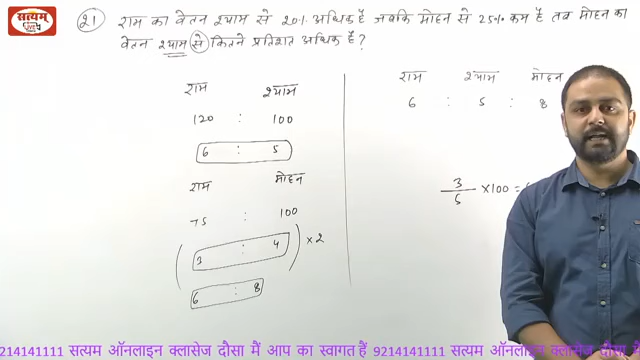 सत्यम्
Live
21) राम का वेतन श्याम से 20% अधिक है जबकि मोहन से 25% कम है तब मोहन का
वेतन श्याम से कितने प्रतिशत अधिक है ?
राम श्याम
120 : 100
6 : 5
राम मोहन
75 : 100
( 3 : 4 ) × 2
6 : 8
राम श्याम मोहन
6 : 5 : 8
3/5 × 100 =
214141111 सत्यम ऑनलाइन क्लासेज दौसा मैं आप का स्वागत हैं 9214141111 सत्यम ऑनलाइन क्लासेज दौसा मैं